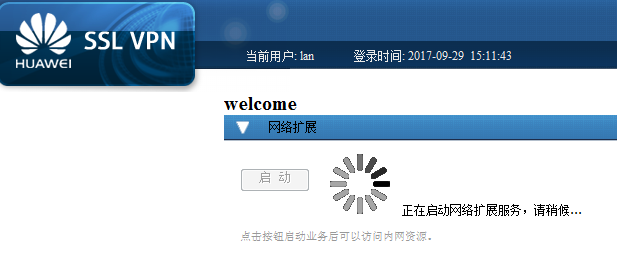 HUAWEI
SSL VPN
当前用户: lan 登录时间: 2017-09-29 15:11:43
welcome
网络扩展
启 动
正在启动网络扩展服务，请稍候...
点击按钮启动业务后可以访问内网资源。